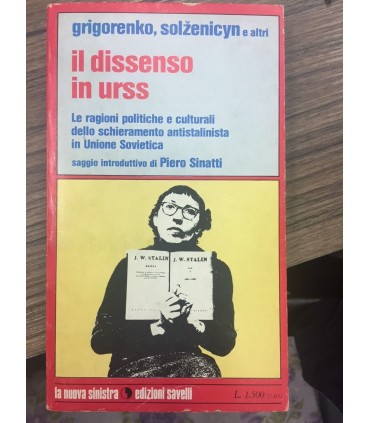 grigorenko, solženicyn e altri
il dissenso
in urss
Le ragioni politiche e culturali
dello schieramento antistalinista
in Unione Sovietica
saggio introduttivo di Piero Sinatti
J. W. STALIN
J. W. STALIN
la nuova sinistra edizioni savelli
L. 1.500